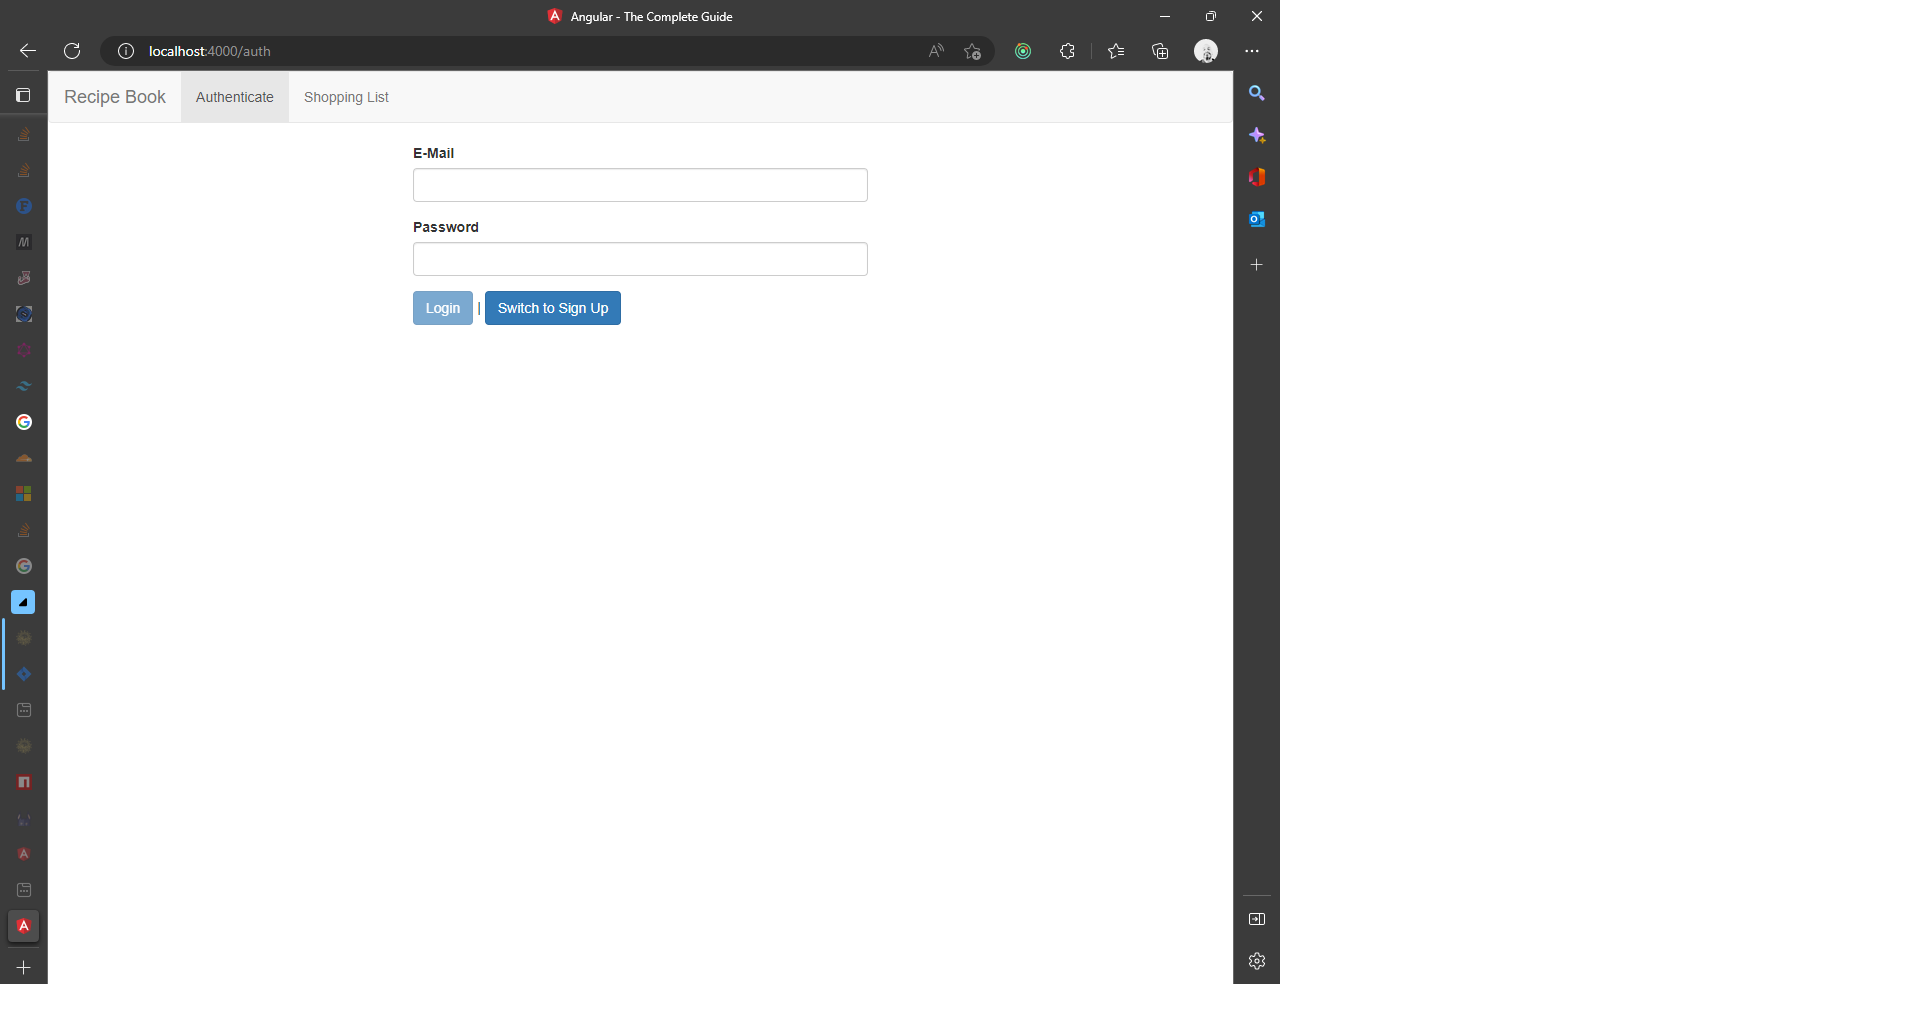 Angular - The Complete Guide
localhost:4000/auth
Recipe Book Authenticate Shopping List
E-Mail
Password
Login | Switch to Sign Up